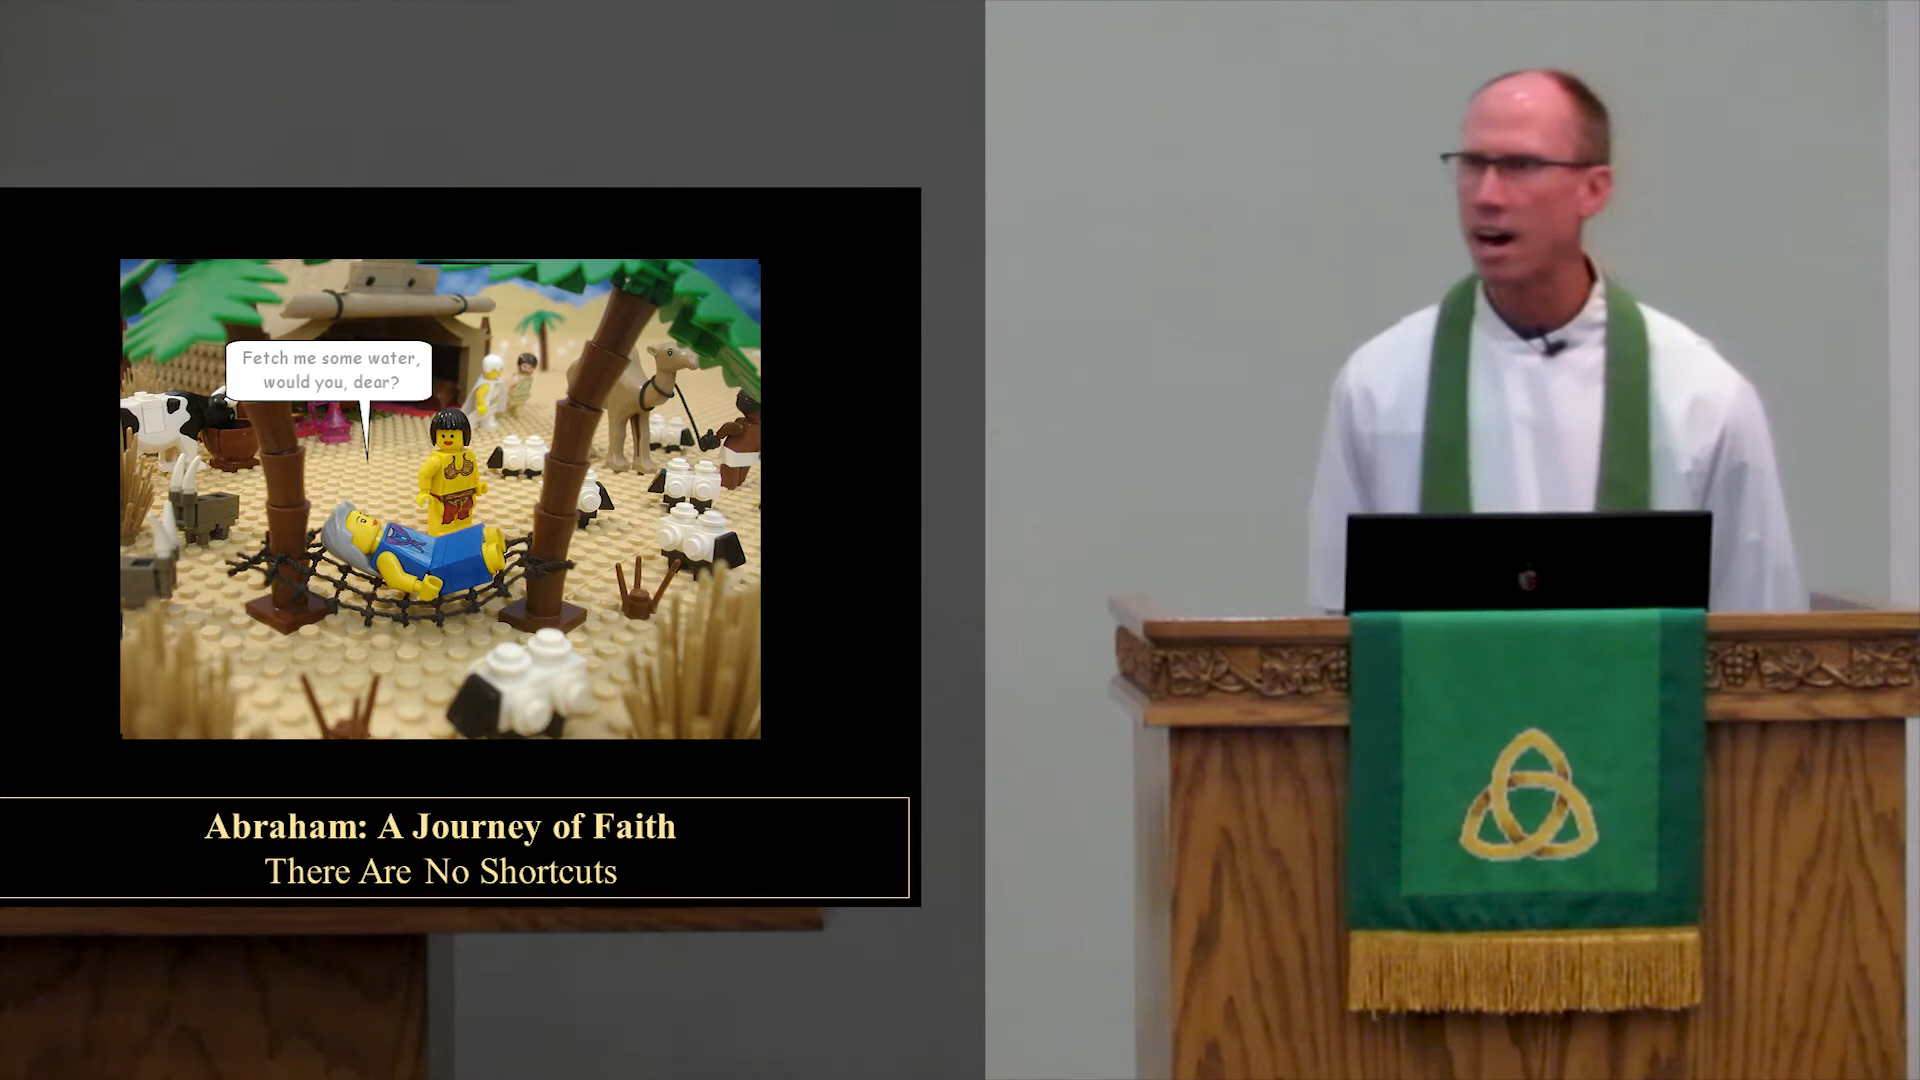 Fetch me some water,
would you, dear?
Abraham: A Journey of Faith
There Are No Shortcuts